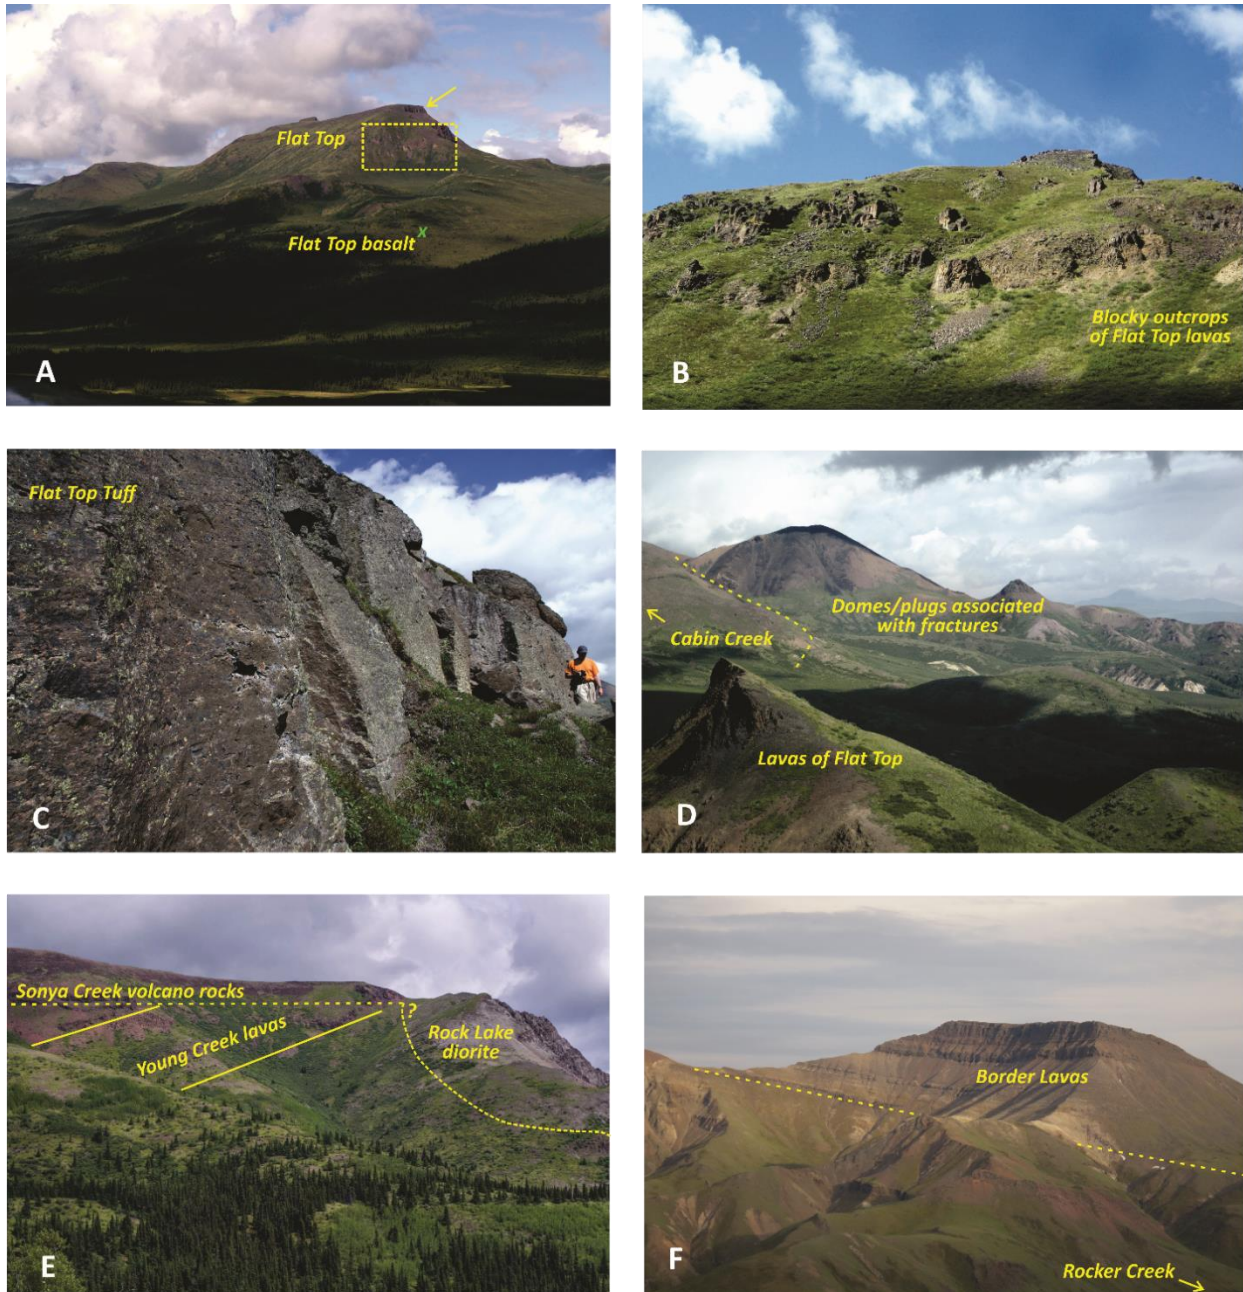 Flat Top
Flat Top basalt x
A
Blocky outcrops
of Flat Top lavas
B
Flat Top Tuff
C
Domes/plugs associated
with fractures
Cabin Creek
Lavas of Flat Top
D
Sonya Creek volcano rocks
?
Young Creek lavas
Rock Lake
diorite
E
Border Lavas
F
Rocker Creek